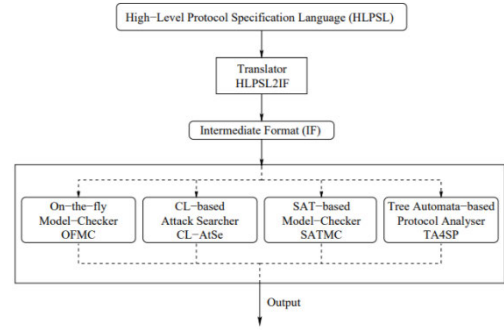 High−Level Protocol Specification Language (HLPSL)
Translator
HLPSL2IF
Intermediate Format (IF)
On−the−fly
Model−Checker
OFMC
CL−based
Attack Searcher
CL−AtSe
SAT−based
Model−Checker
SATMC
Tree Automata−based
Protocol Analyser
TA4SP
Output